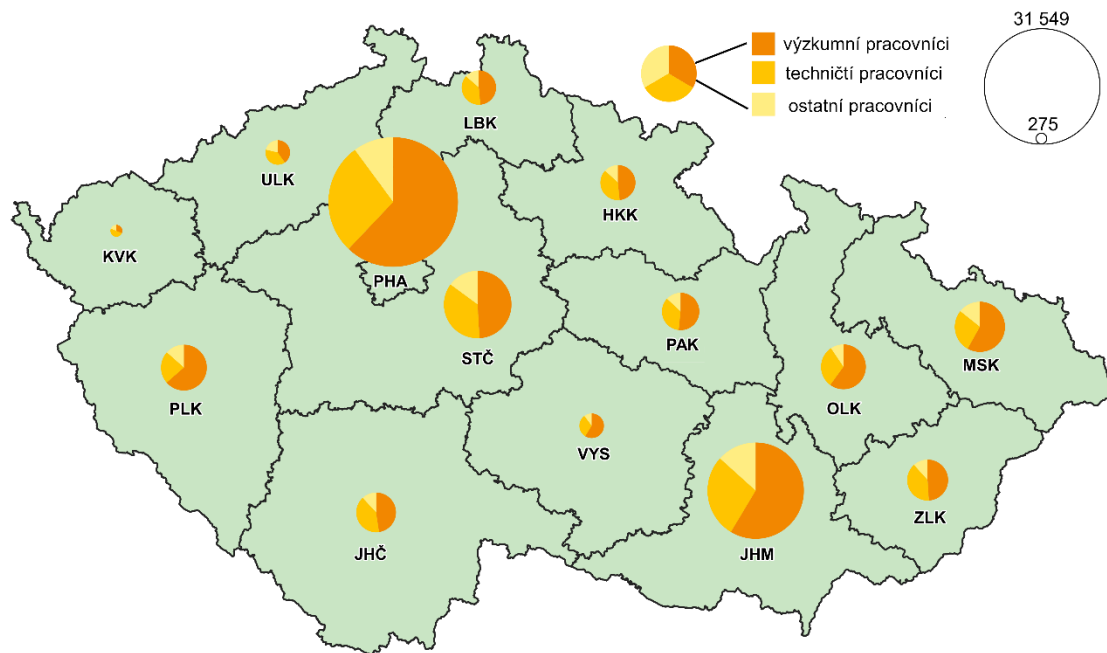 31 549
výzkumní pracovníci
techničtí pracovníci
ostatní pracovníci
275
LBK
ULK
HKK
KVK
PHA
STČ
PAK
MSK
PLK
OLK
VYS
ZLK
JHČ
JHM